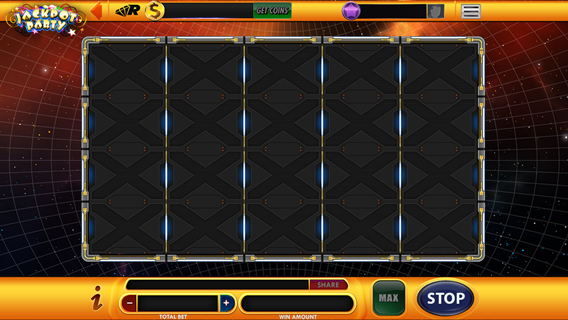 JACKPOT
PARTY
R
$
GET COINS
SHARE
i
- +
TOTAL BET
WIN AMOUNT
MAX
STOP